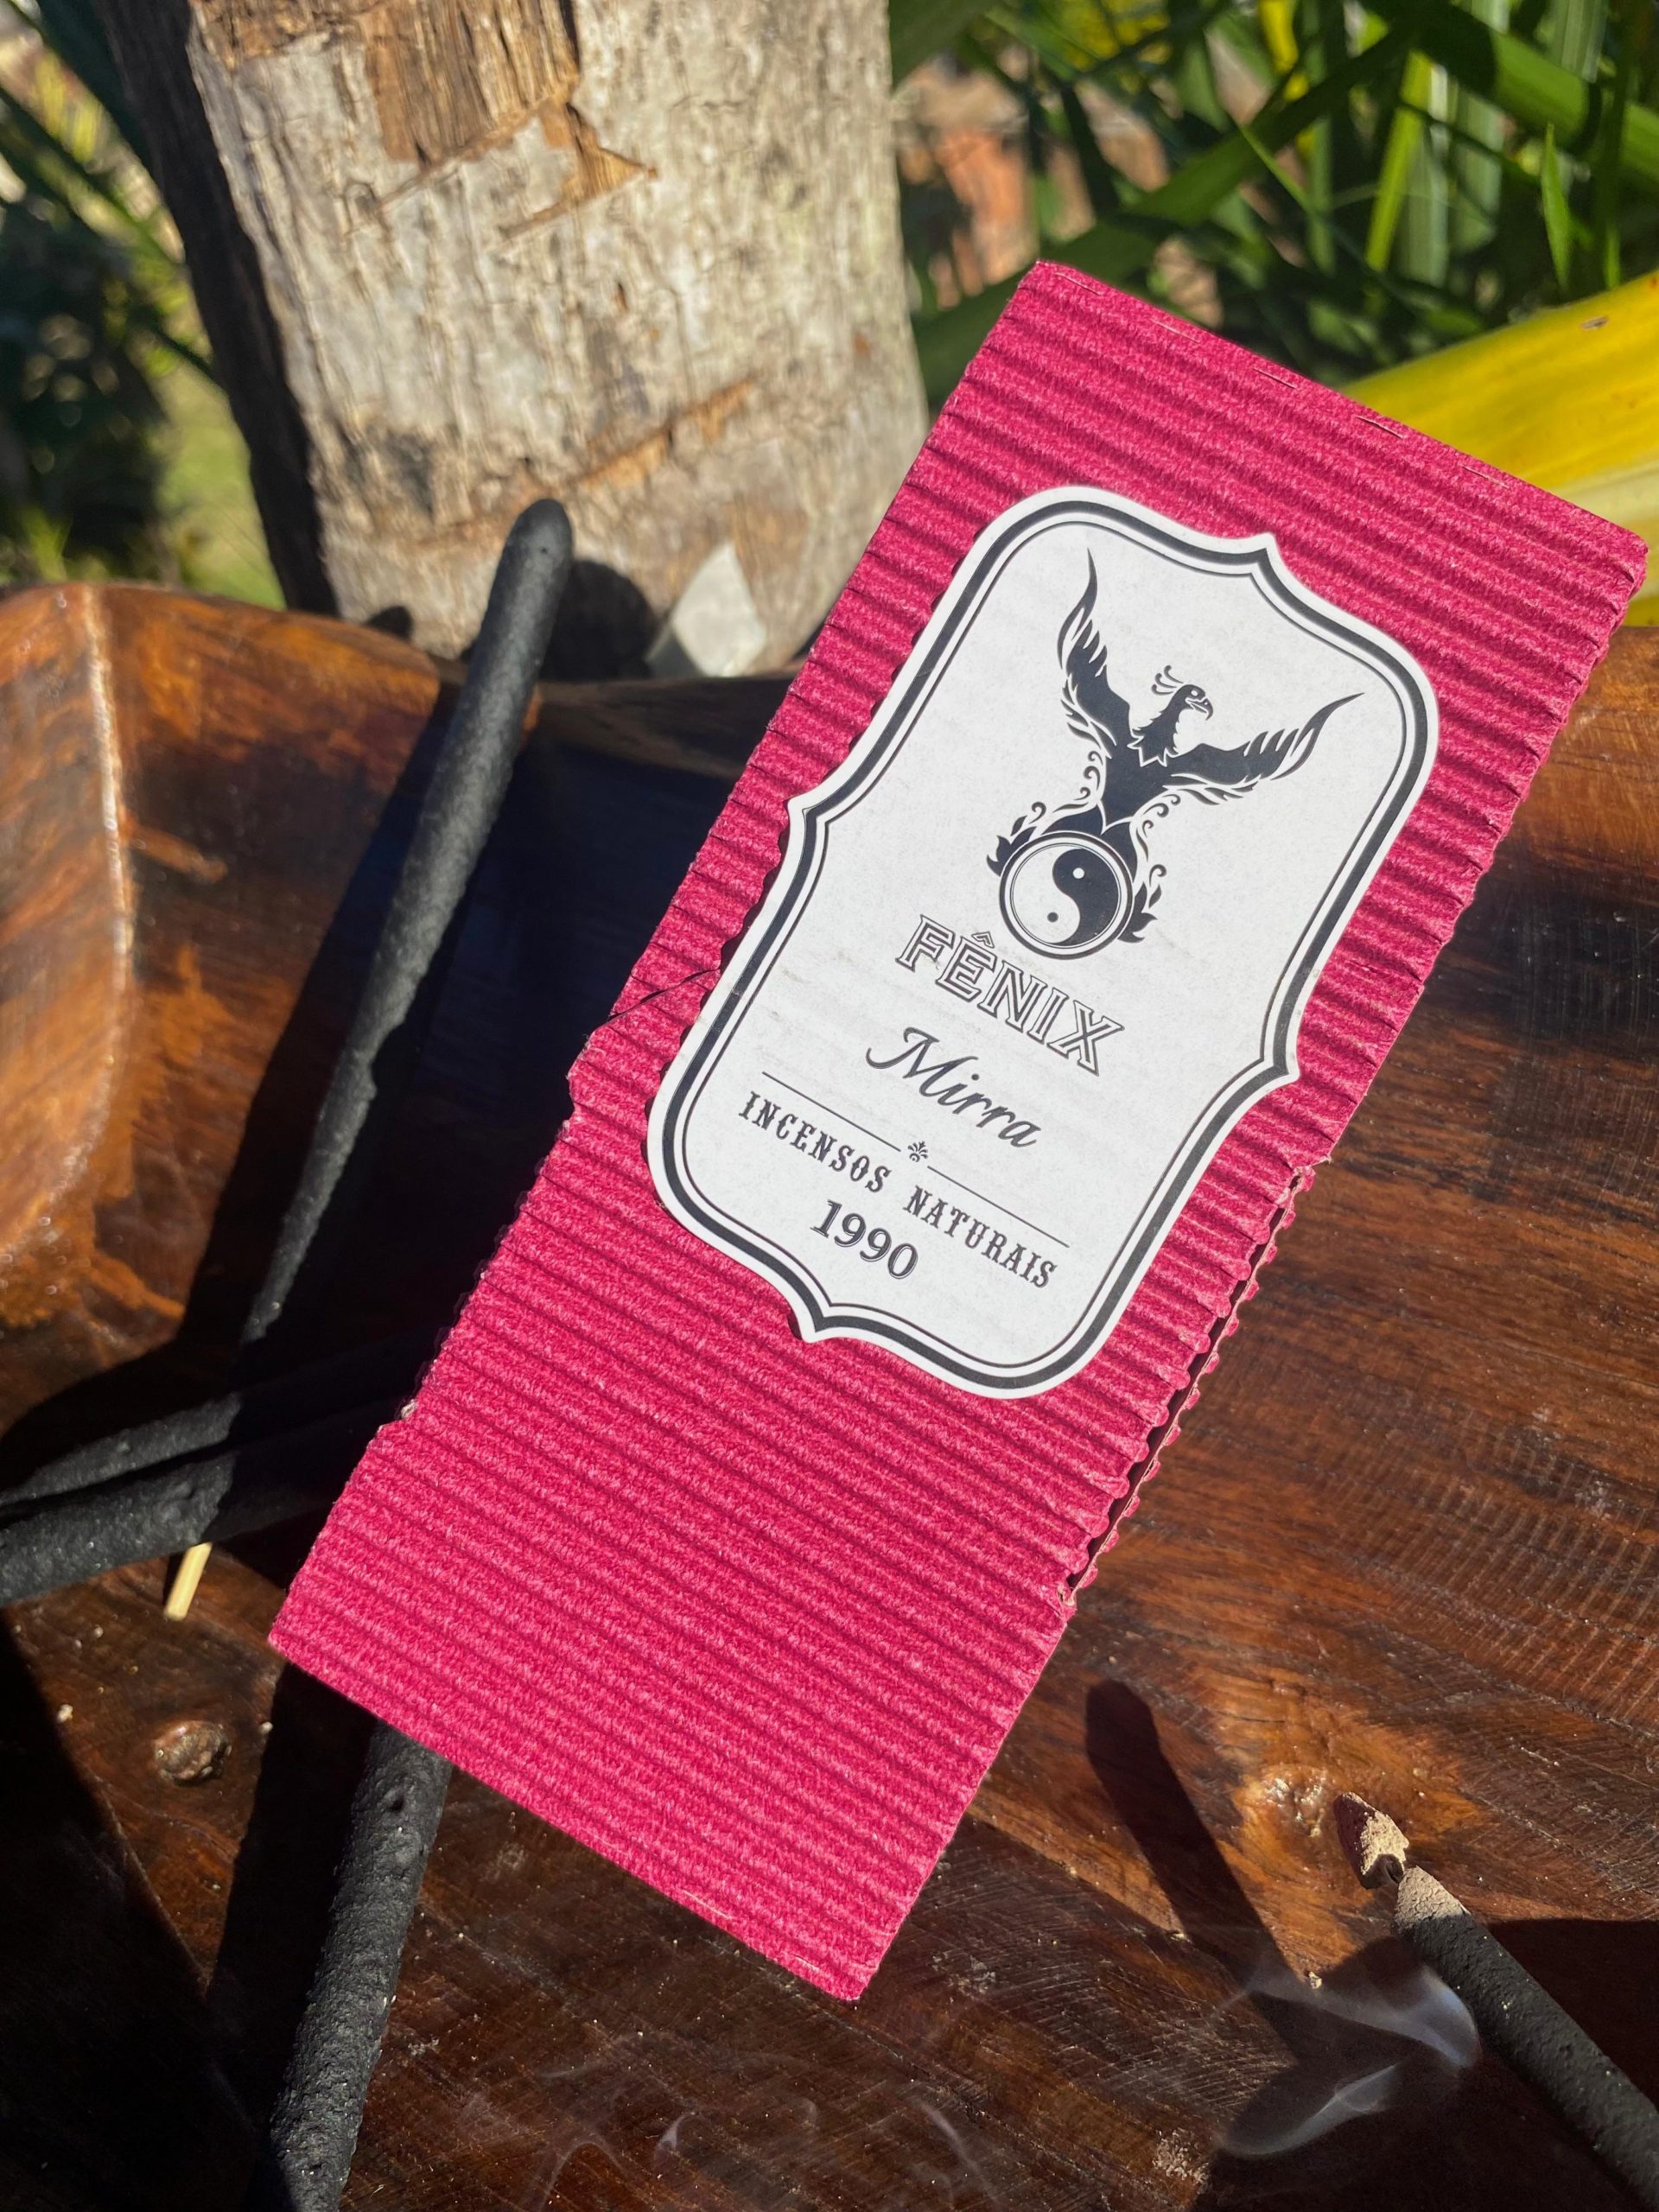 FÊNIX
Mirra
INCENSOS NATURAIS
1990